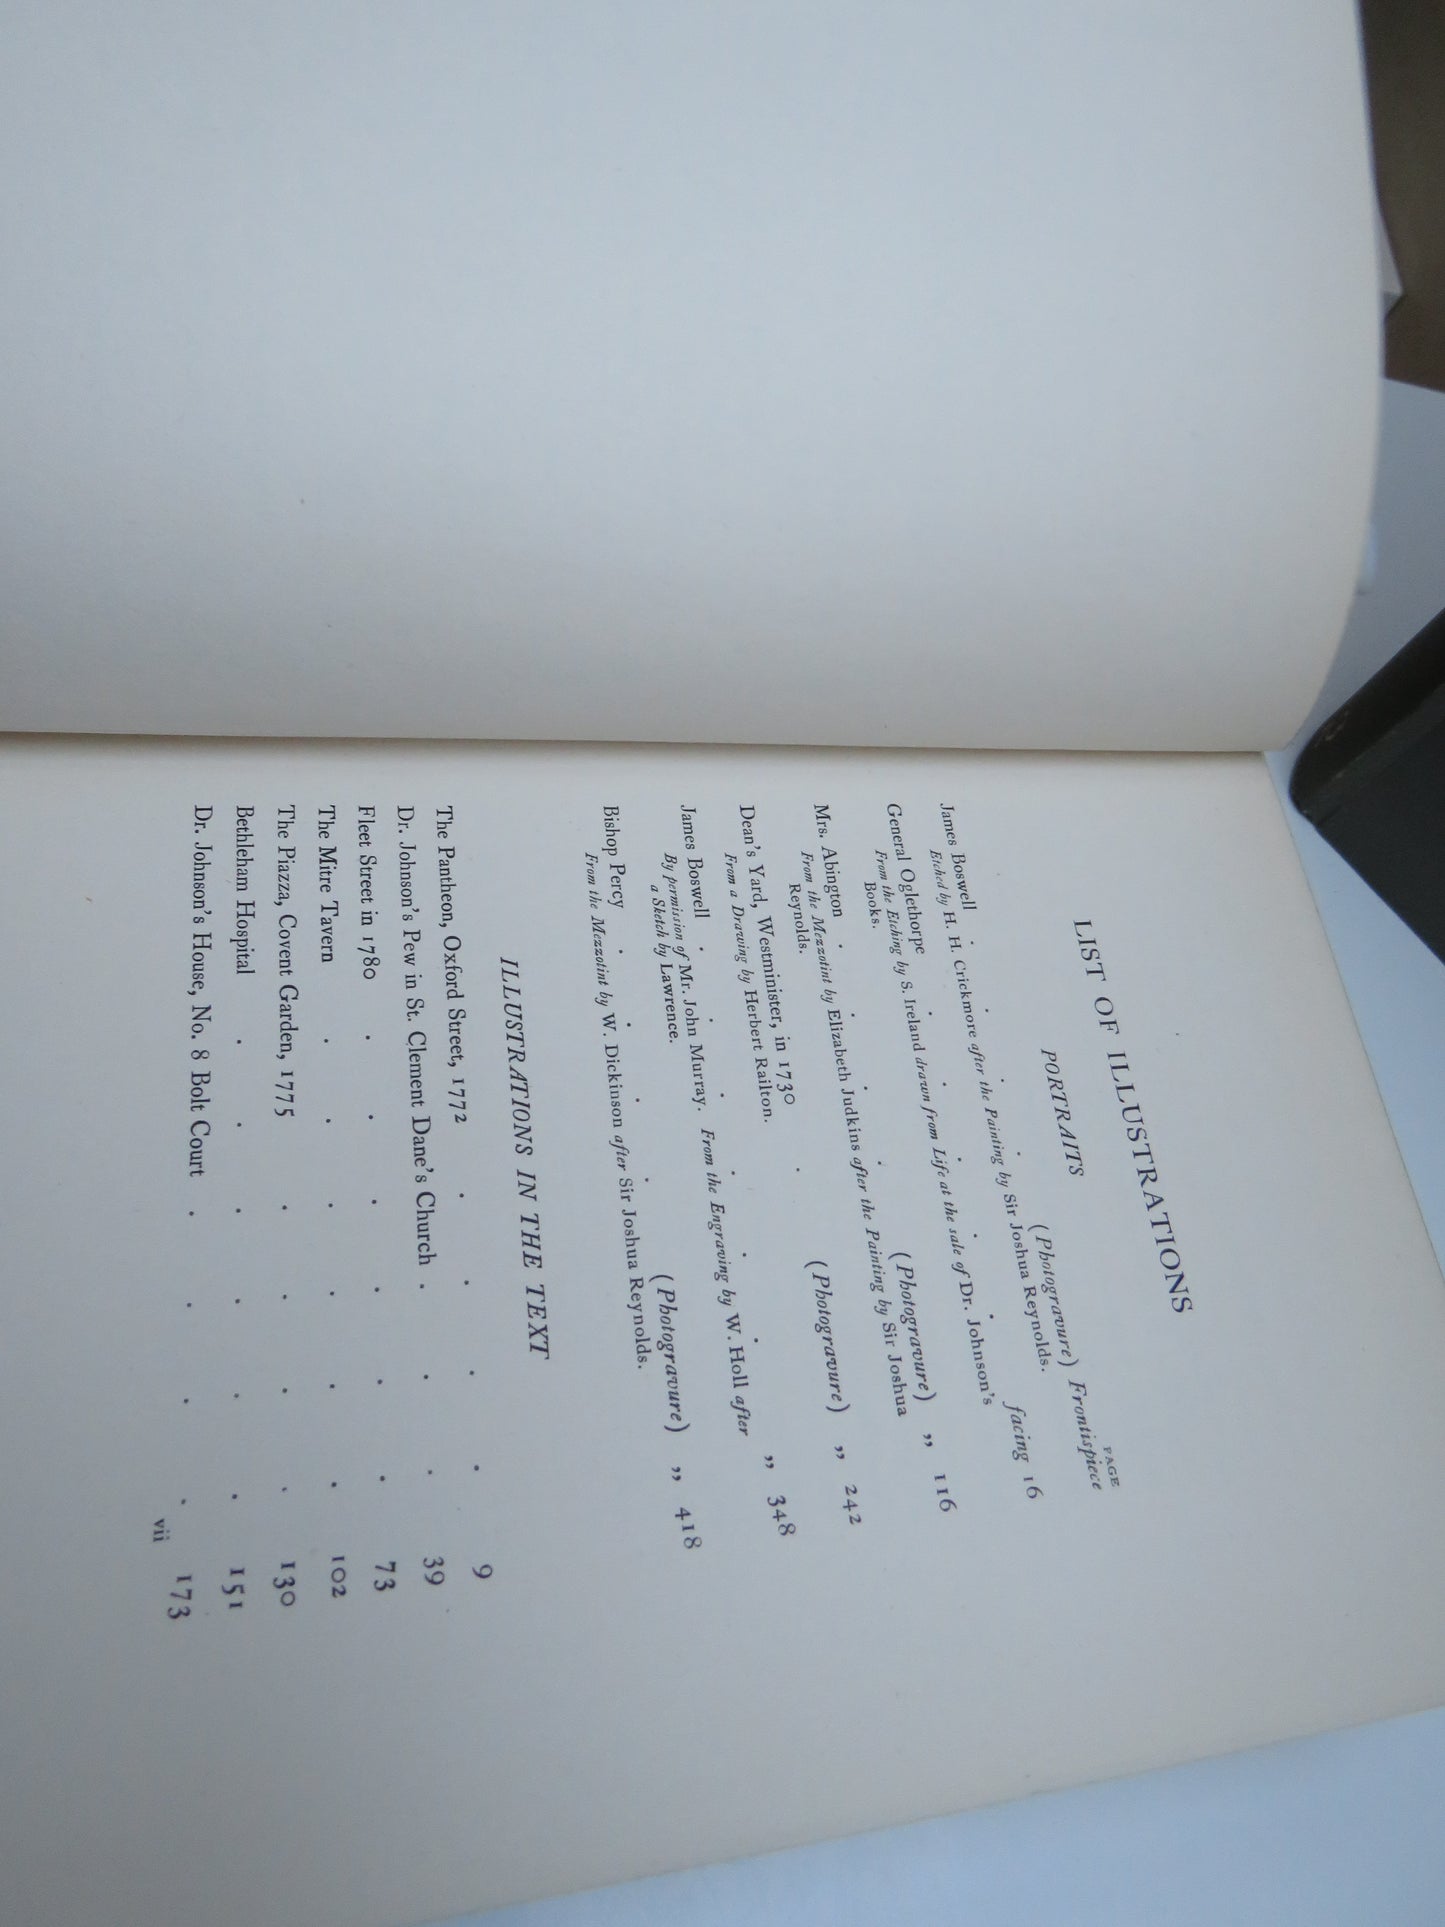 LIST OF ILLUSTRATIONS
PORTRAITS
PAGE
James Boswell . . . . (Photogravure) Frontispiece
Etched by H. H. Crickmore after the Painting by Sir Joshua Reynolds.
General Oglethorpe . . . . . . facing 16
From the Etching by S. Ireland drawn from Life at the sale of Dr. Johnson's
Books.
Mrs. Abington . . . . (Photogravure) „ 116
From the Mezzotint by Elizabeth Judkins after the Painting by Sir Joshua
Reynolds.
Dean's Yard, Westminister, in 1730 . (Photogravure) „ 242
From a Drawing by Herbert Railton.
James Boswell . . . . . . „ 348
By permission of Mr. John Murray. From the Engraving by W. Holl after
a Sketch by Lawrence.
Bishop Percy . . . . (Photogravure) „ 418
From the Mezzotint by W. Dickinson after Sir Joshua Reynolds.
ILLUSTRATIONS IN THE TEXT
The Pantheon, Oxford Street, 1772 . . . . 9
Dr. Johnson's Pew in St. Clement Dane's Church . . . 39
Fleet Street in 1780 . . . . . . 73
The Mitre Tavern . . . . . . 102
The Piazza, Covent Garden, 1775 . . . . 130
Bethleham Hospital . . . . . . 151
Dr. Johnson's House, No. 8 Bolt Court . . . . 173
vii